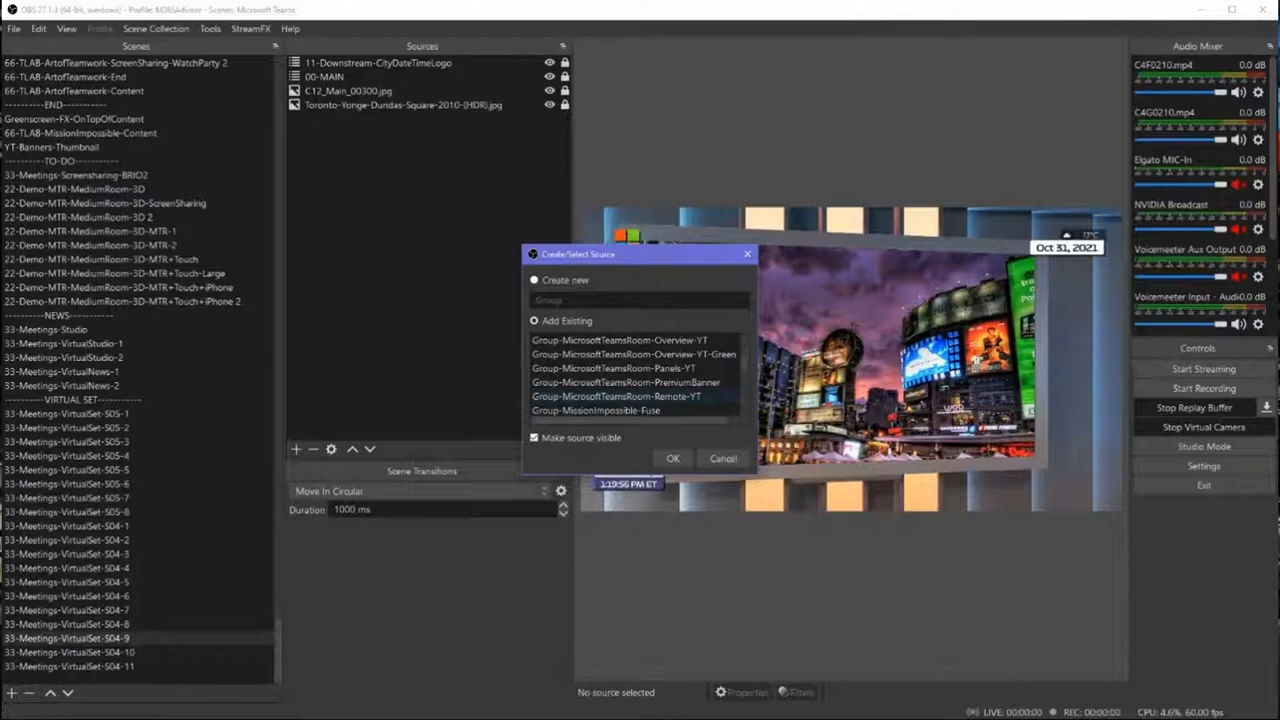 OBS 27.1.3 (64-bit, windows) - Profile: M365Advisor - Scenes: Microsoft Teams
File Edit View Profile Scene Collection Tools StreamFX Help
Scenes
66-TLAB-ArtofTeamwork-ScreenSharing-WatchParty 2
66-TLAB-ArtofTeamwork-End
66-TLAB-ArtofTeamwork-Content
----------END----------
Greenscreen-FX-OnTopOfContent
66-TLAB-MissionImpossible-Content
YT-Banners-Thumbnail
----------TO-DO----------
33-Meetings-Screensharing-BRIO2
22-Demo-MTR-MediumRoom-3D
22-Demo-MTR-MediumRoom-3D-ScreenSharing
22-Demo-MTR-MediumRoom-3D 2
22-Demo-MTR-MediumRoom-3D-MTR-1
22-Demo-MTR-MediumRoom-3D-MTR-2
22-Demo-MTR-MediumRoom-3D-MTR+Touch
22-Demo-MTR-MediumRoom-3D-MTR+Touch-Large
22-Demo-MTR-MediumRoom-3D-MTR+Touch+iPhone
22-Demo-MTR-MediumRoom-3D-MTR+Touch+iPhone 2
----------NEWS----------
33-Meetings-Studio
33-Meetings-VirtualStudio-1
33-Meetings-VirtualStudio-2
33-Meetings-VirtualNews-1
33-Meetings-VirtualNews-2
----------VIRTUAL SET----------
33-Meetings-VirtualSet-S05-1
33-Meetings-VirtualSet-S05-2
33-Meetings-VirtualSet-S05-3
33-Meetings-VirtualSet-S05-4
33-Meetings-VirtualSet-S05-5
33-Meetings-VirtualSet-S05-6
33-Meetings-VirtualSet-S05-7
33-Meetings-VirtualSet-S05-8
33-Meetings-VirtualSet-S04-1
33-Meetings-VirtualSet-S04-2
33-Meetings-VirtualSet-S04-3
33-Meetings-VirtualSet-S04-4
33-Meetings-VirtualSet-S04-5
33-Meetings-VirtualSet-S04-6
33-Meetings-VirtualSet-S04-7
33-Meetings-VirtualSet-S04-8
33-Meetings-VirtualSet-S04-9
33-Meetings-VirtualSet-S04-10
33-Meetings-VirtualSet-S04-11
Sources
11-Downstream-CityDateTimeLogo
00-MAIN
C12_Main_00300.jpg
Toronto-Yonge-Dundas-Square-2010-(HDR).jpg
Scene Transitions
Move In Circular
Duration 1000 ms
Create/Select Source
Create new
Group
Add Existing
Group-MicrosoftTeamsRoom-Overview-YT
Group-MicrosoftTeamsRoom-Overview-YT-Green
Group-MicrosoftTeamsRoom-Panels-YT
Group-MicrosoftTeamsRoom-PremiumBanner
Group-MicrosoftTeamsRoom-Remote-YT
Group-MissionImpossible-Fuse
Make source visible
OK Cancel
Oct 31, 2021
1:19:56 PM ET
No source selected
Properties Filters
Audio Mixer
C4F0210.mp4 0.0 dB
C4G0210.mp4 0.0 dB
Elgato MIC-In 0.0 dB
NVIDIA Broadcast 0.0 dB
Voicemeeter Aux Output 0.0 dB
Voicemeeter Input - Audi 0.0 dB
Controls
Start Streaming
Start Recording
Stop Replay Buffer
Stop Virtual Camera
Studio Mode
Settings
Exit
LIVE: 00:00:00 REC: 00:00:00 CPU: 4.6%, 60.00 fps